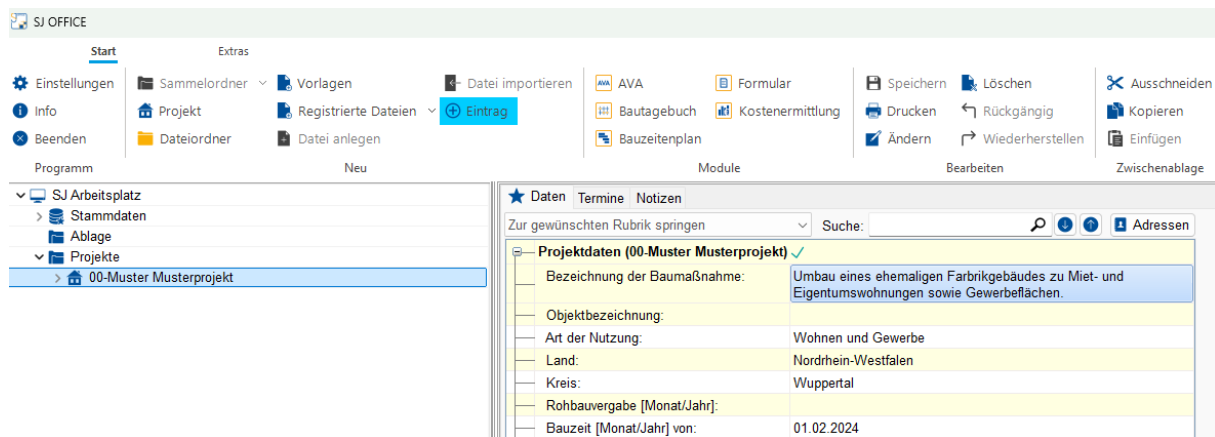 SJ OFFICE
Start Extras
Einstellungen Sammelordner Vorlagen Datei importieren AVA Formular Speichern Löschen Ausschneiden
Info Projekt Registrierte Dateien Eintrag Bautagebuch Kostenermittlung Drucken Rückgängig Kopieren
Beenden Dateiordner Datei anlegen Bauzeitenplan Ändern Wiederherstellen Einfügen
Programm Neu Module Bearbeiten Zwischenablage
SJ Arbeitsplatz
Stammdaten
Ablage
Projekte
00-Muster Musterprojekt
Daten Termine Notizen
Zur gewünschten Rubrik springen Suche: Adressen
Projektdaten (00-Muster Musterprojekt)
Bezeichnung der Baumaßnahme: Umbau eines ehemaligen Farbrikgebäudes zu Miet- und
Eigentumswohnungen sowie Gewerbeflächen.
Objektbezeichnung:
Art der Nutzung: Wohnen und Gewerbe
Land: Nordrhein-Westfalen
Kreis: Wuppertal
Rohbauvergabe [Monat/Jahr]:
Bauzeit [Monat/Jahr] von: 01.02.2024